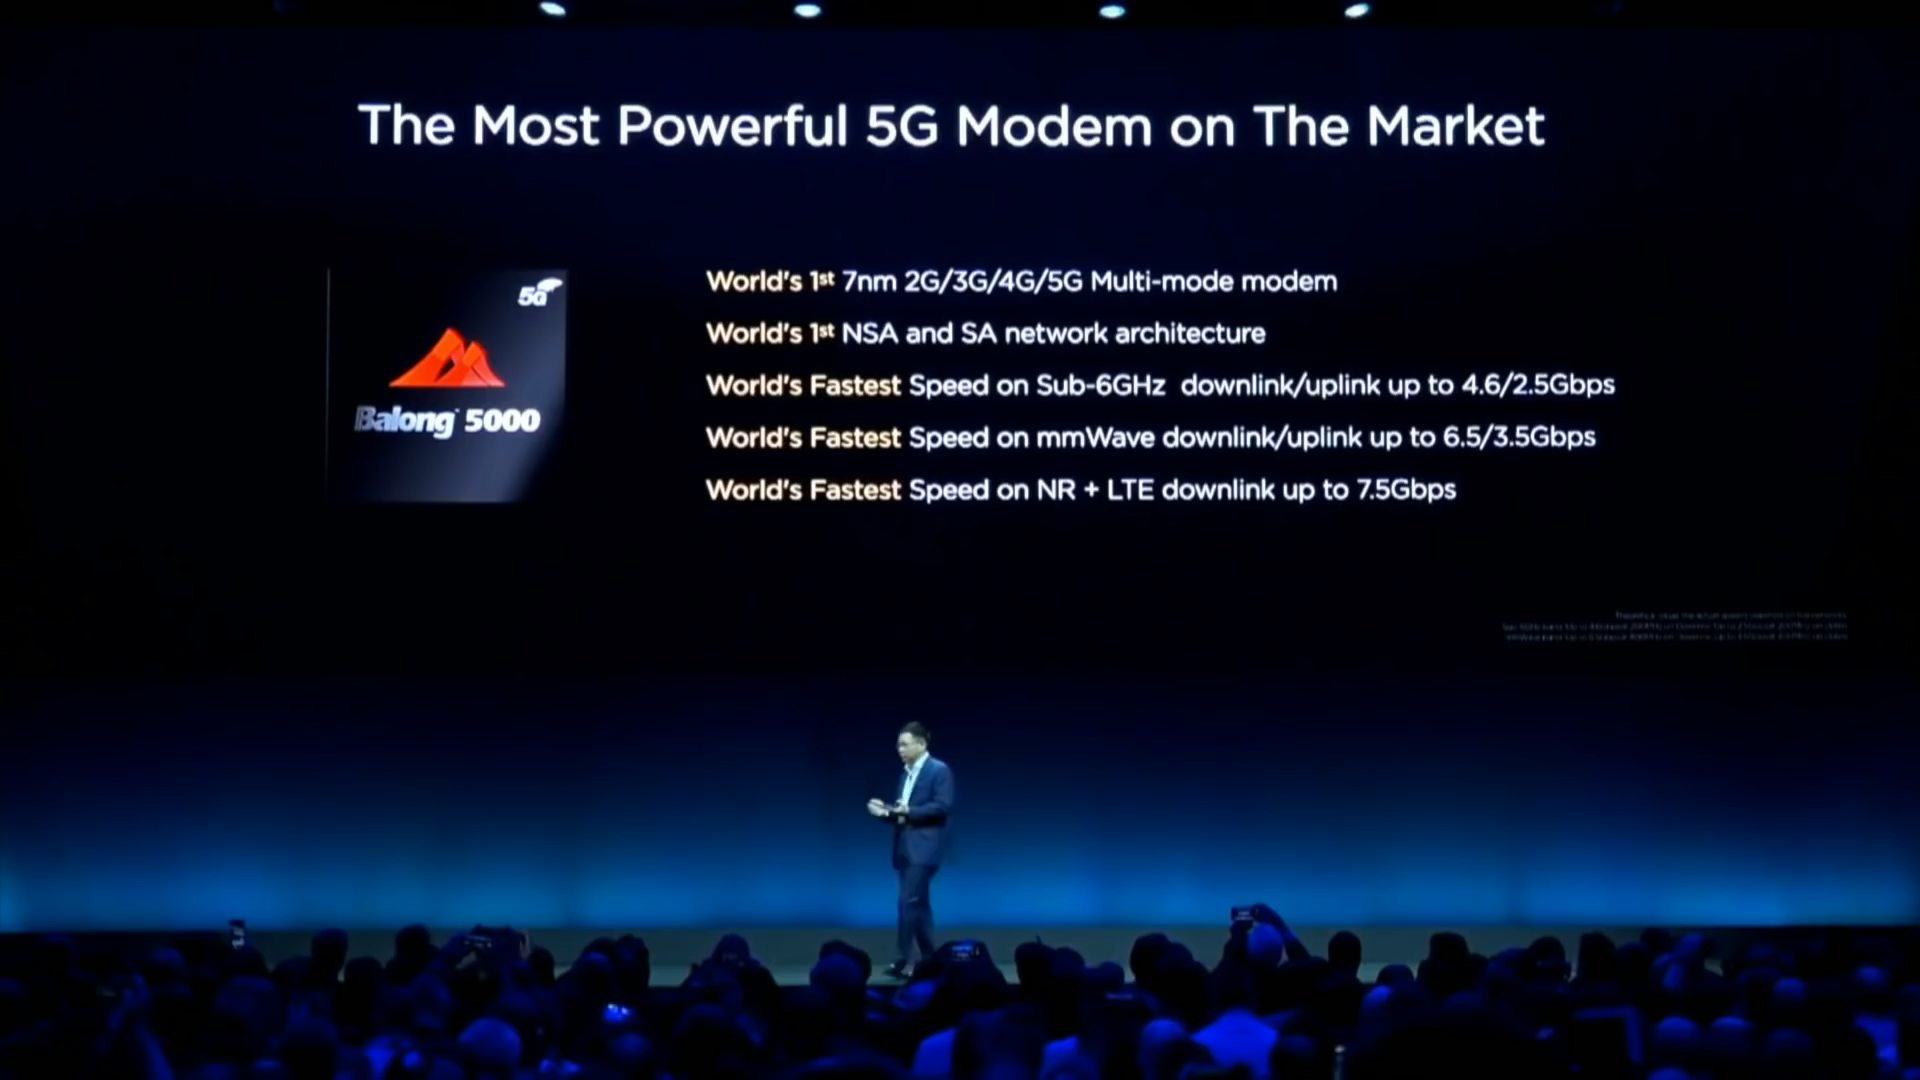 The Most Powerful 5G Modem on The Market
5G
Balong™ 5000
World's 1st 7nm 2G/3G/4G/5G Multi-mode modem
World's 1st NSA and SA network architecture
World's Fastest Speed on Sub-6GHz downlink/uplink up to 4.6/2.5Gbps
World's Fastest Speed on mmWave downlink/uplink up to 6.5/3.5Gbps
World's Fastest Speed on NR + LTE downlink up to 7.5Gbps